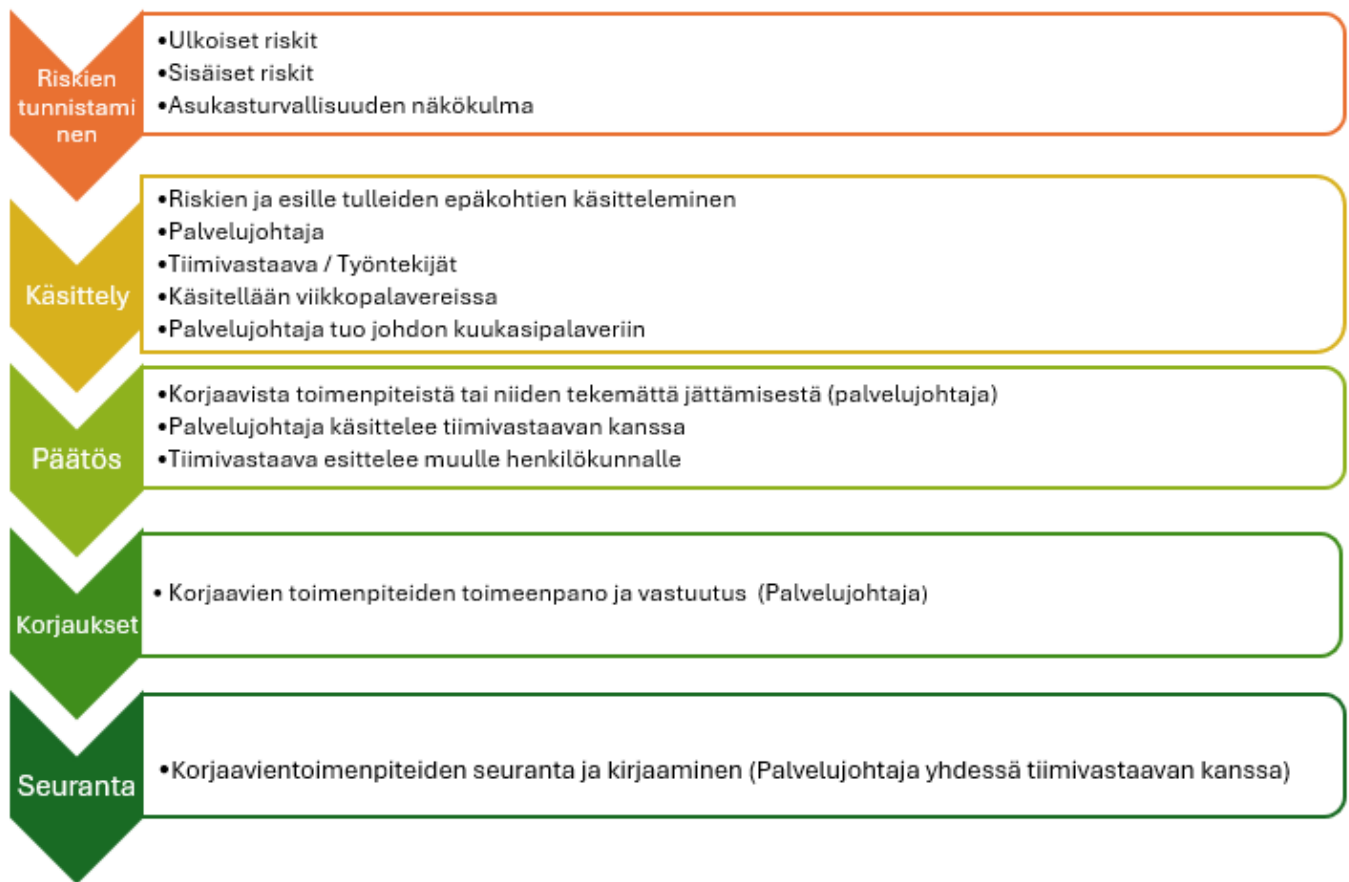 Riskien
tunnistami
nen
•Ulkoiset riskit
•Sisäiset riskit
•Asukasturvallisuuden näkökulma
Käsittely
•Riskien ja esille tulleiden epäkohtien käsitteleminen
•Palvelujohtaja
•Tiimivastaava / Työntekijät
•Käsitellään viikkopalavereissa
•Palvelujohtaja tuo johdon kuukasipalaveriin
Päätös
•Korjaavista toimenpiteistä tai niiden tekemättä jättämisestä (palvelujohtaja)
•Palvelujohtaja käsittelee tiimivastaavan kanssa
•Tiimivastaava esittelee muulle henkilökunnalle
Korjaukset
• Korjaavien toimenpiteiden toimeenpano ja vastuutus (Palvelujohtaja)
Seuranta
•Korjaavientoimenpiteiden seuranta ja kirjaaminen (Palvelujohtaja yhdessä tiimivastaavan kanssa)